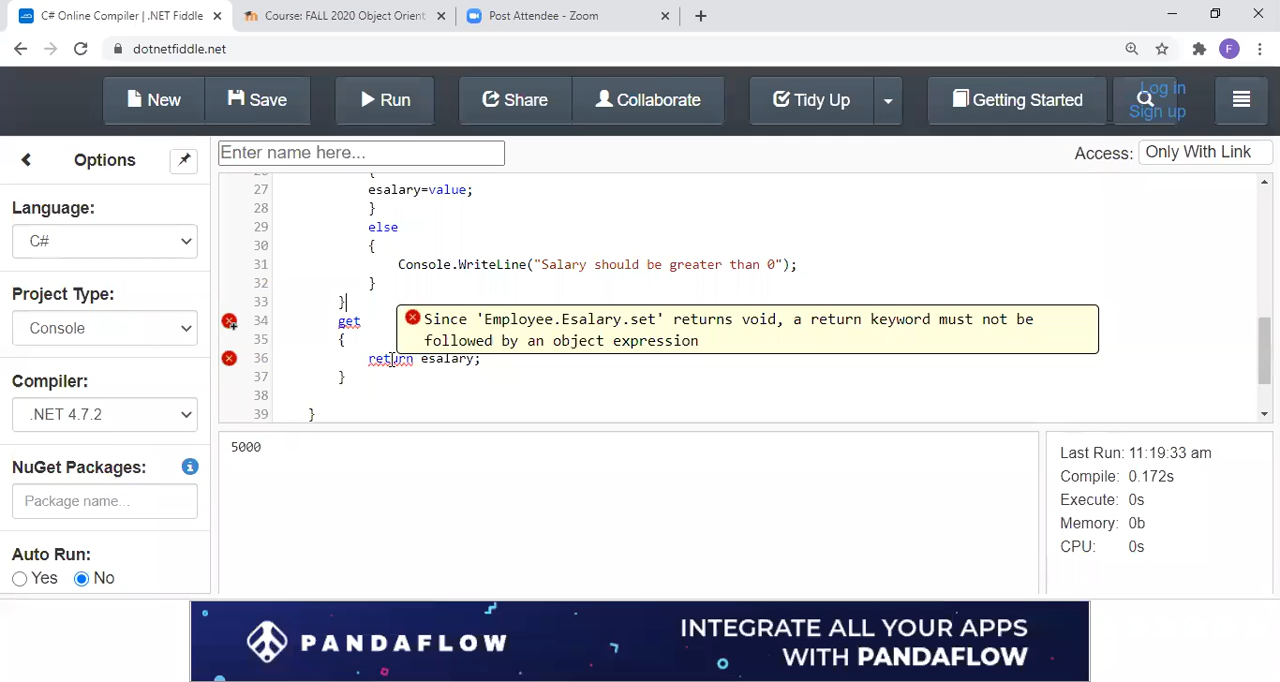 C# Online Compiler | .NET Fiddle
Course: FALL 2020 Object Orient
Post Attendee - Zoom
dotnetfiddle.net
F
New
Save
Run
Share
Collaborate
Tidy Up
Getting Started
Log in
Sign up
Options
Enter name here...
Access:
Only With Link
Language:
C#
Project Type:
Console
Compiler:
.NET 4.7.2
NuGet Packages:
Package name...
Auto Run:
Yes
No
26 {
27 esalary=value;
28 }
29 else
30 {
31 Console.WriteLine("Salary should be greater than 0");
32 }
33 }
34 get
35 {
36 return esalary;
37 }
38
39 }
Since 'Employee.Esalary.set' returns void, a return keyword must not be
followed by an object expression
5000
Last Run: 11:19:33 am
Compile: 0.172s
Execute: 0s
Memory: 0b
CPU: 0s
PANDAFLOW
INTEGRATE ALL YOUR APPS
WITH PANDAFLOW